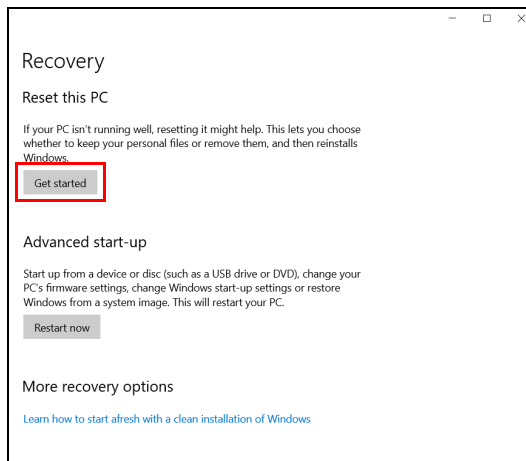 Recovery
Reset this PC
If your PC isn't running well, resetting it might help. This lets you choose
whether to keep your personal files or remove them, and then reinstalls
Windows.
Get started
Advanced start-up
Start up from a device or disc (such as a USB drive or DVD), change your
PC's firmware settings, change Windows start-up settings or restore
Windows from a system image. This will restart your PC.
Restart now
More recovery options
Learn how to start afresh with a clean installation of Windows